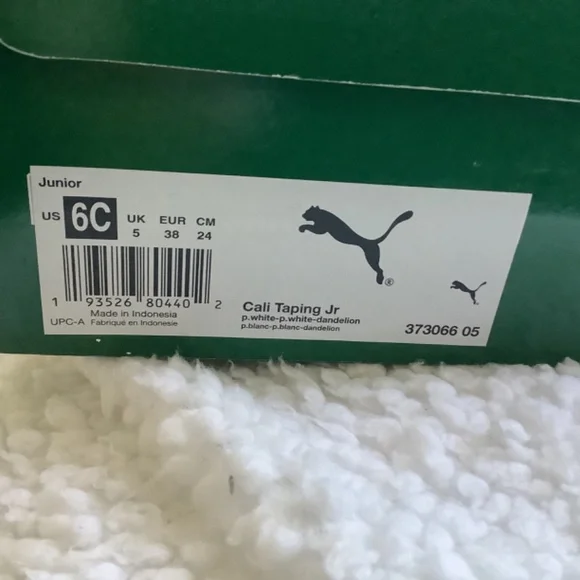 Junior
US 6C UK 5 EUR 38 CM 24
1 93526 80440 2
Made in Indonesia
UPC-A Fabriqué en Indonesie
Cali Taping Jr
p.white-p.white-dandelion
p.blanc-p.blanc-dandelion
373066 05
®